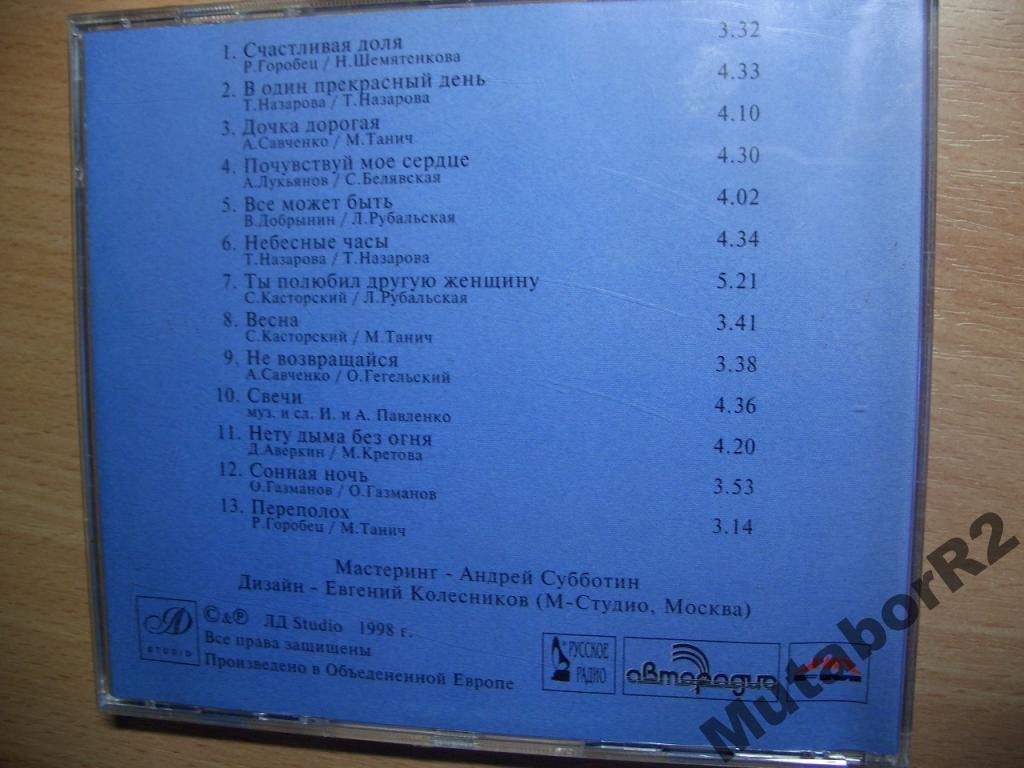 1. Счастливая доля 3.32
Р.Горобец / Н.Шемятенкова
2. В один прекрасный день 4.33
Т.Назарова / Т.Назарова
3. Дочка дорогая 4.10
А.Савченко / М.Танич
4. Почувствуй мое сердце 4.30
А.Лукьянов / С.Белявская
5. Все может быть 4.02
В.Добрынин / Л.Рубальская
6. Небесные часы 4.34
Т.Назарова / Т.Назарова
7. Ты полюбил другую женщину 5.21
С.Касторский / Л.Рубальская
8. Весна 3.41
С.Касторский / М.Танич
9. Не возвращайся 3.38
А.Савченко / О.Гегельский
10. Свечи 4.36
муз. и сл. И. и А. Павленко
11. Нету дыма без огня 4.20
Д.Аверкин / М.Кретова
12. Сонная ночь 3.53
О.Газманов / О.Газманов
13. Переполох 3.14
Р.Горобец / М.Танич
Мастеринг - Андрей Субботин
Дизайн - Евгений Колесников (М-Студио, Москва)
©&℗ ЛД Studio 1998 г.
Все права защищены
Произведено в Объедененной Европе
ЛД
STUDIO
РУССКОЕ
РАДИО
авторадио
MutaborR2